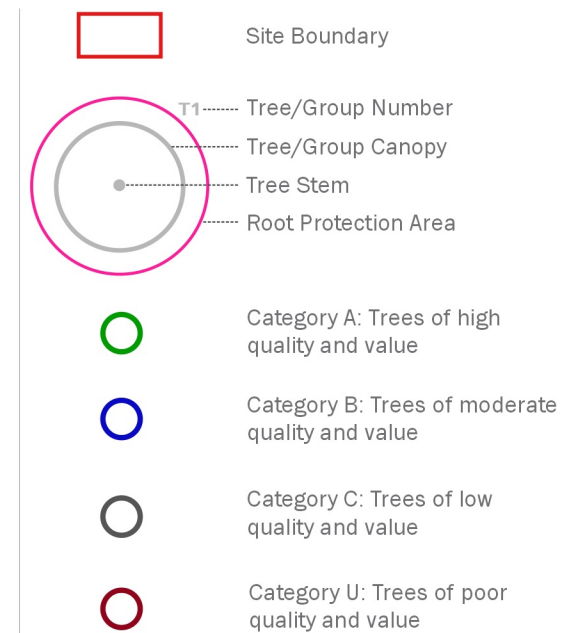 Site Boundary
T1
Tree/Group Number
Tree/Group Canopy
Tree Stem
Root Protection Area
Category A: Trees of high
quality and value
Category B: Trees of moderate
quality and value
Category C: Trees of low
quality and value
Category U: Trees of poor
quality and value